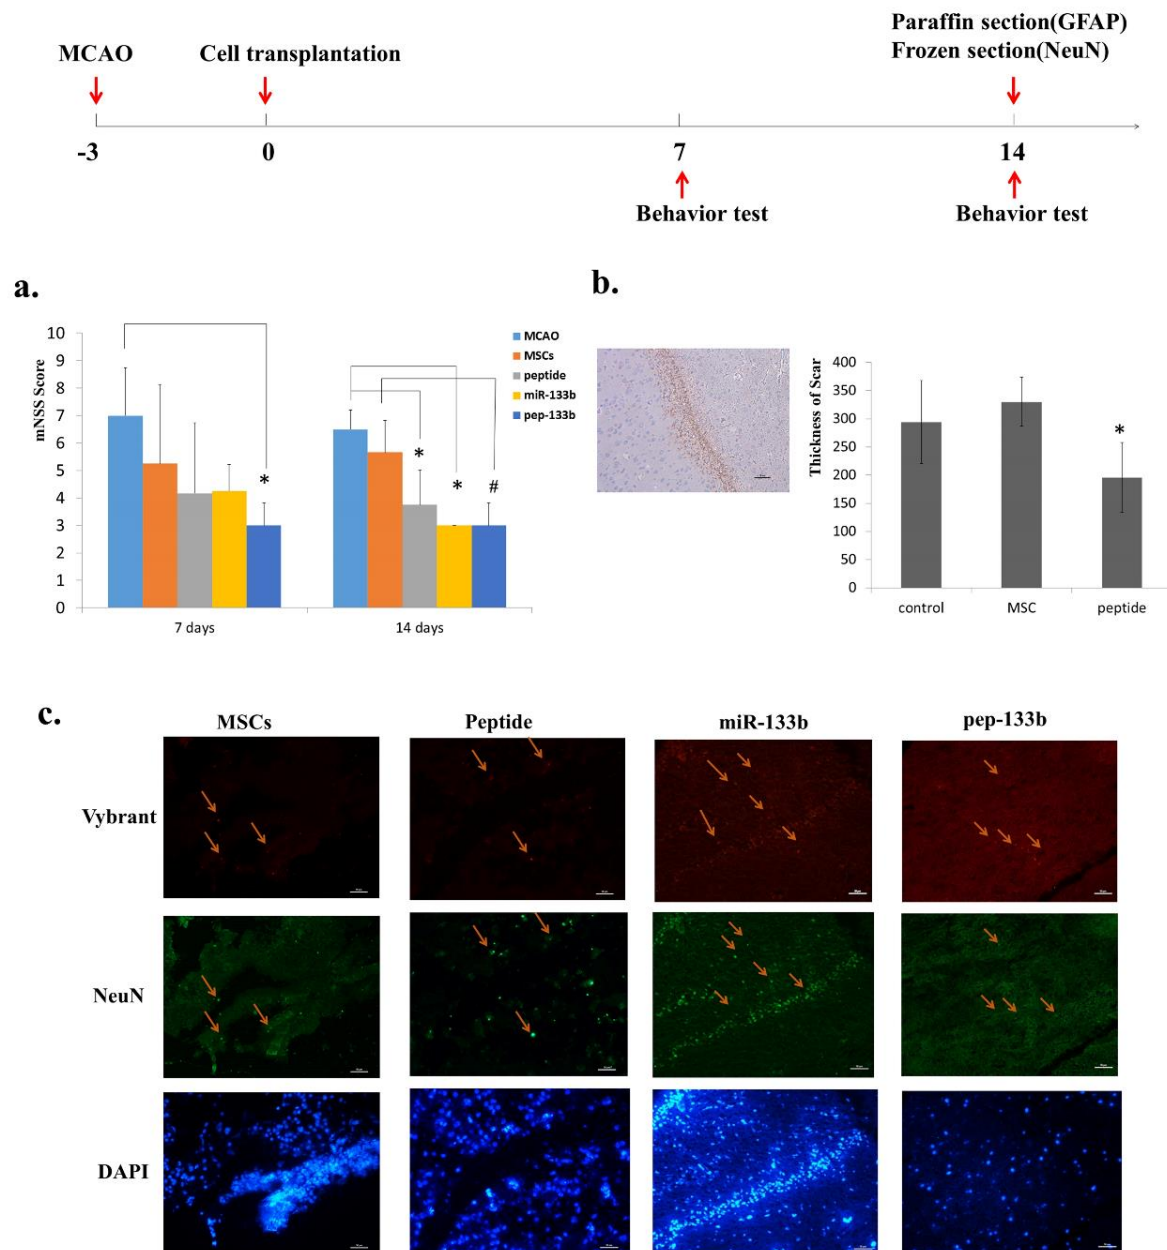 Paraffin section(GFAP)
MCAO Cell transplantation Frozen section(NeuN)
-3 0 7 14
Behavior test Behavior test
a.
mNSS Score
10
9
8
7
6
5
4
3
2
1
0
MCAO
MSCs
peptide
miR-133b
pep-133b
*
* * #
7 days 14 days
b.
Thickness of Scar
400
350
300
250
200
150
100
50
0
*
control MSC peptide
c.
MSCs Peptide miR-133b pep-133b
Vybrant
NeuN
DAPI